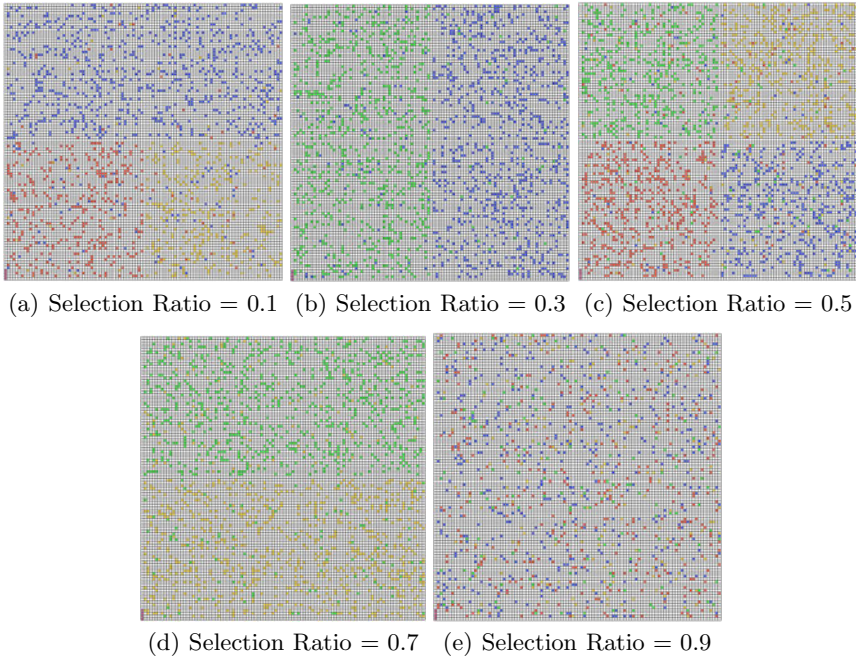 (a) Selection Ratio = 0.1 (b) Selection Ratio = 0.3 (c) Selection Ratio = 0.5
(d) Selection Ratio = 0.7 (e) Selection Ratio = 0.9